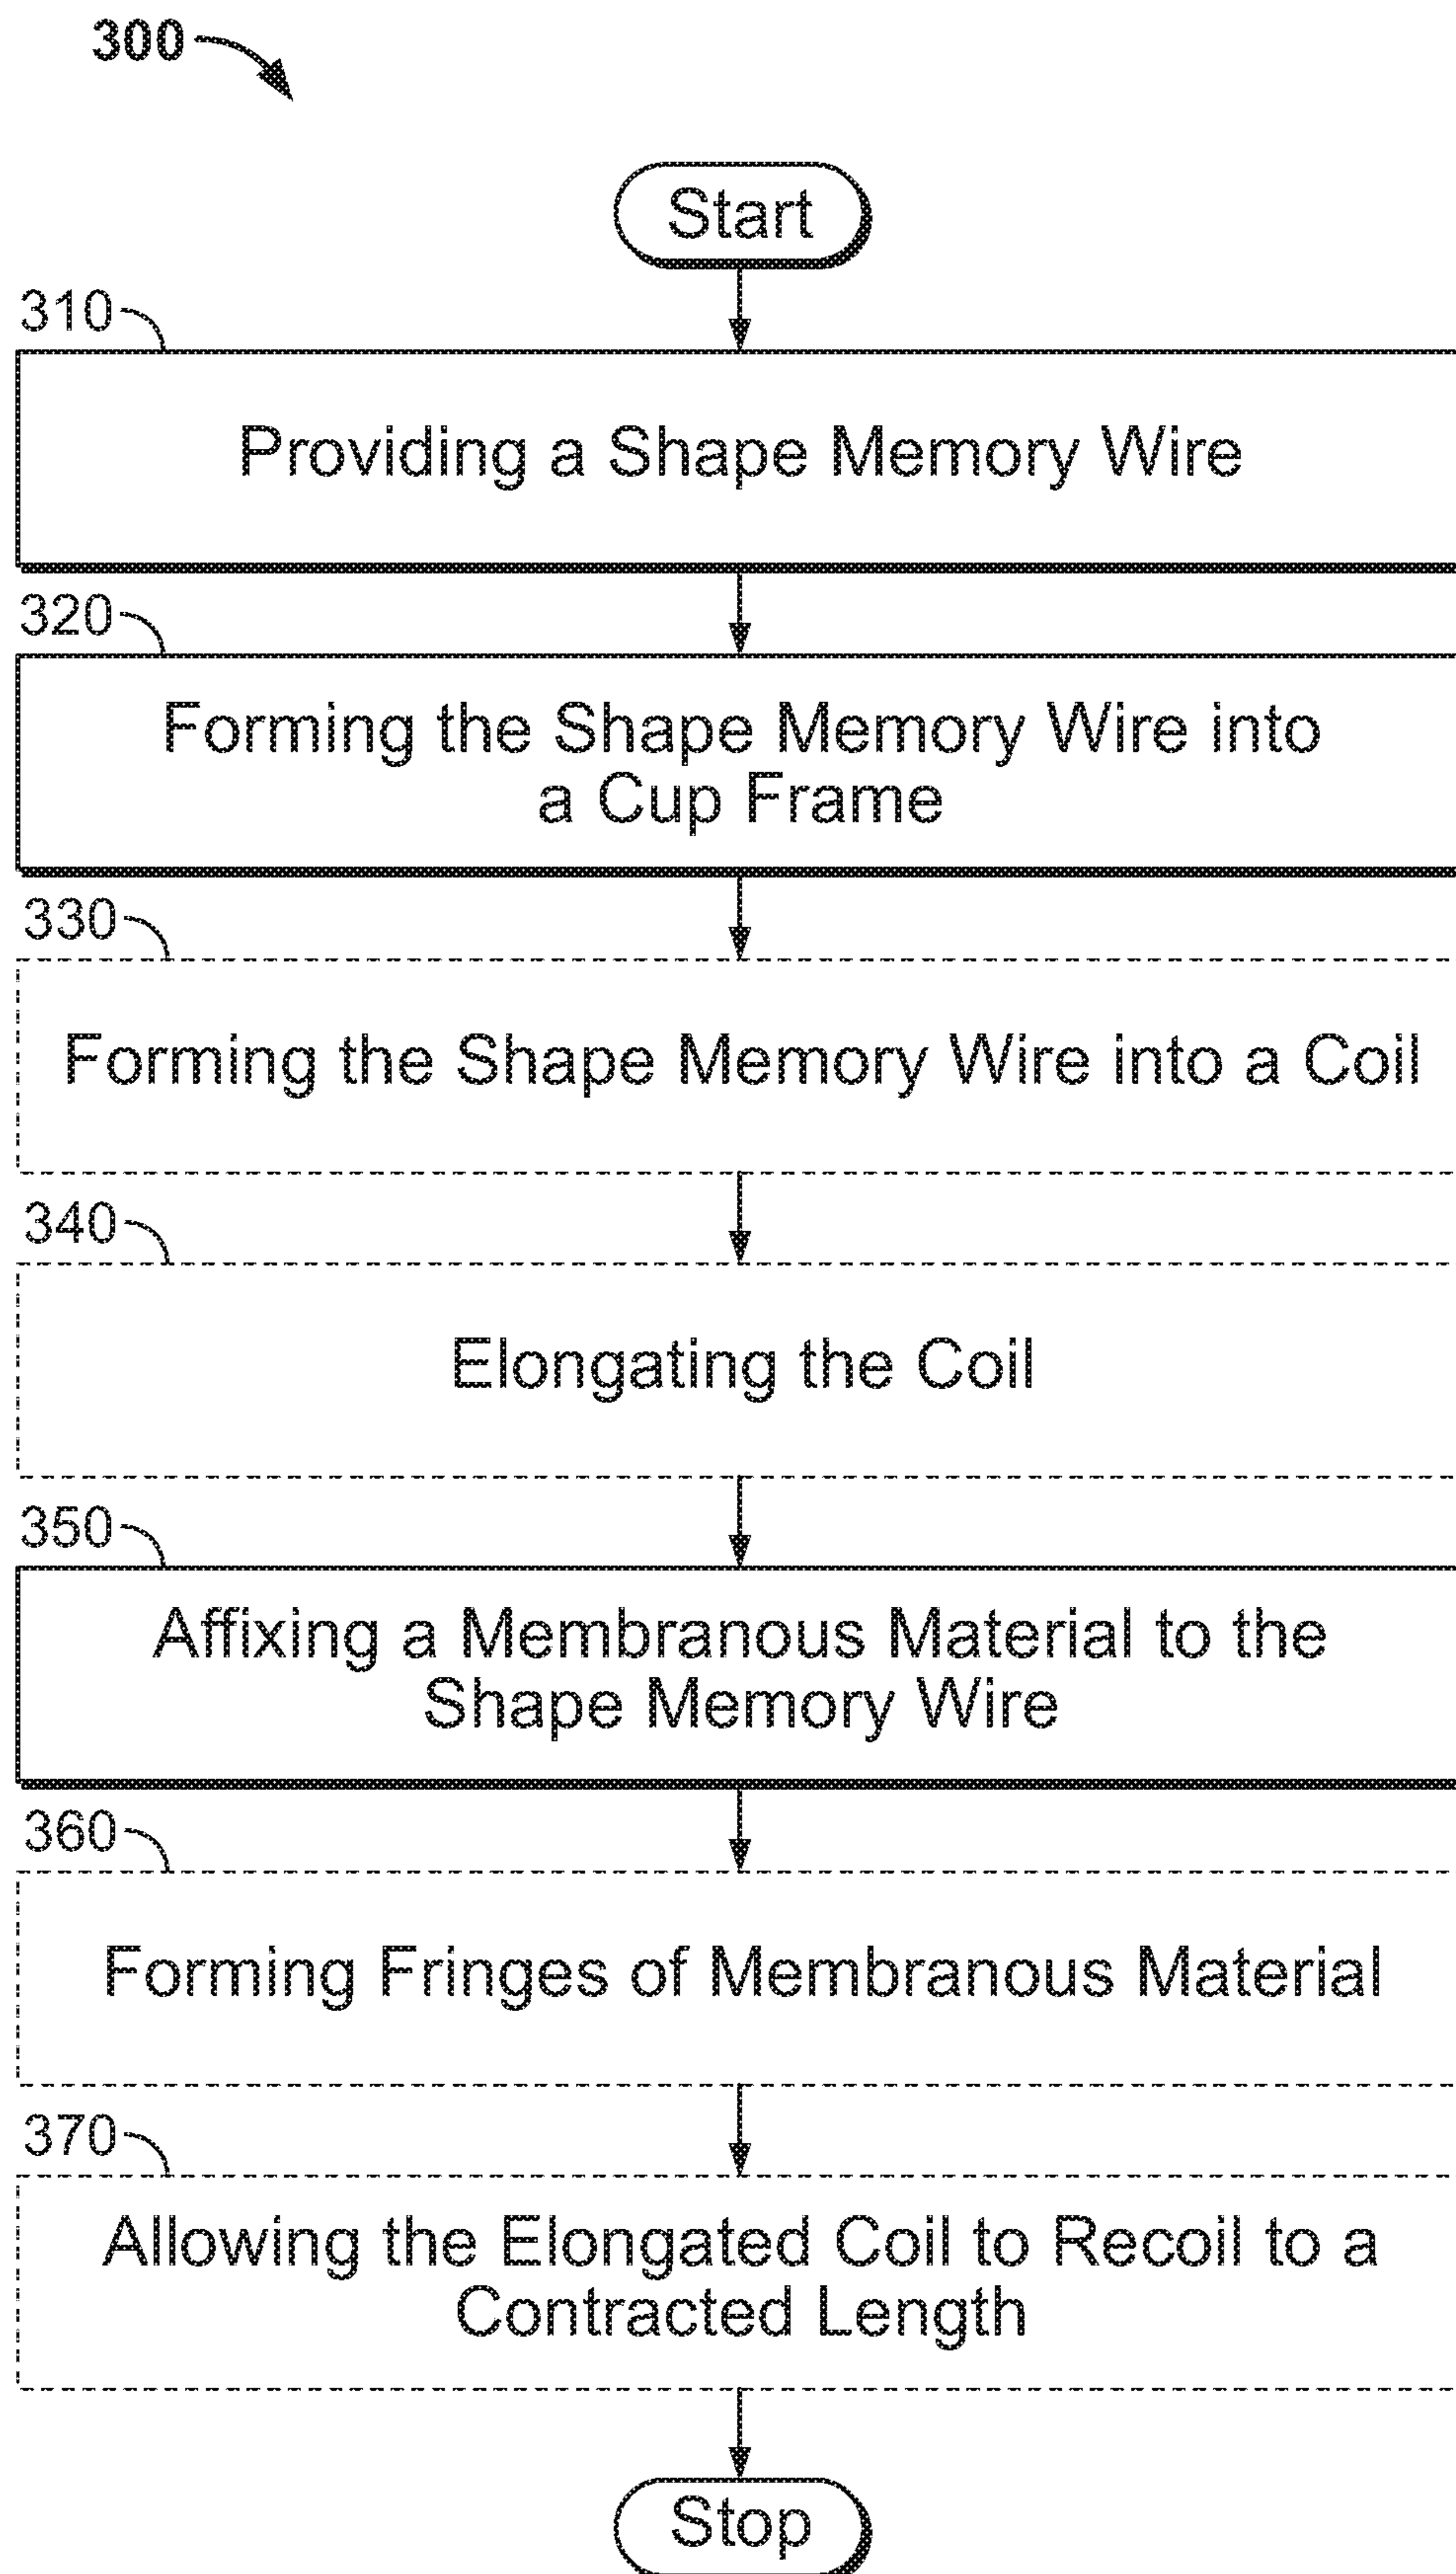 300
Start
310
Providing a Shape Memory Wire
320
Forming the Shape Memory Wire into
a Cup Frame
330
Forming the Shape Memory Wire into a Coil
340
Elongating the Coil
350
Affixing a Membranous Material to the
Shape Memory Wire
360
Forming Fringes of Membranous Material
370
Allowing the Elongated Coil to Recoil to a
Contracted Length
Stop